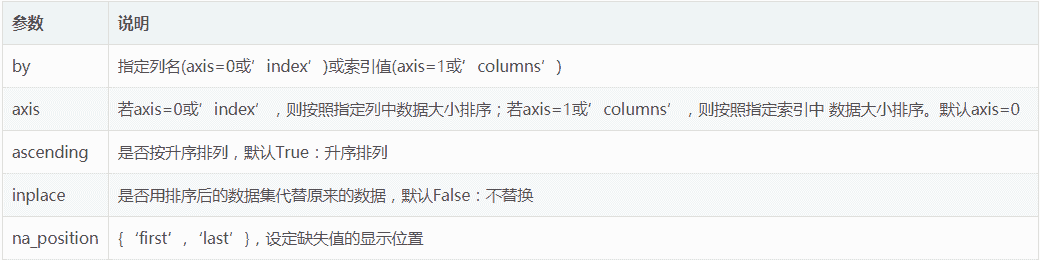 参数 说明
by 指定列名(axis=0或’index’)或索引值(axis=1或’columns’)
axis 若axis=0或’index’，则按照指定列中数据大小排序；若axis=1或’columns’，则按照指定索引中 数据大小排序。默认axis=0
ascending 是否按升序排列，默认True：升序排列
inplace 是否用排序后的数据集代替原来的数据，默认False：不替换
na_position {‘first’,‘last’}，设定缺失值的显示位置